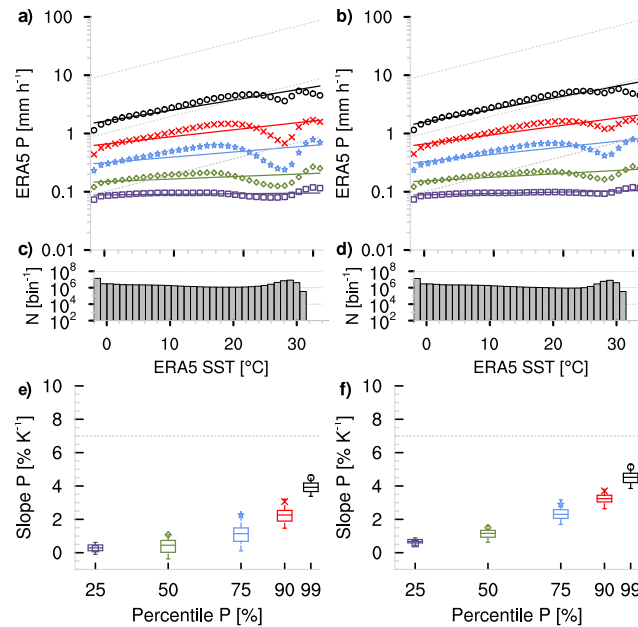 a)
100
10
1
0.1
0.01
ERA5 P [mm h⁻¹]
b)
100
10
1
0.1
0.01
ERA5 P [mm h⁻¹]
c)
10⁸
10⁶
10⁴
10²
N [bin⁻¹]
0 10 20 30
ERA5 SST [°C]
d)
10⁸
10⁶
10⁴
10²
N [bin⁻¹]
0 10 20 30
ERA5 SST [°C]
e)
10
8
6
4
2
0
Slope P [% K⁻¹]
25 50 75 90 99
Percentile P [%]
f)
10
8
6
4
2
0
Slope P [% K⁻¹]
25 50 75 90 99
Percentile P [%]